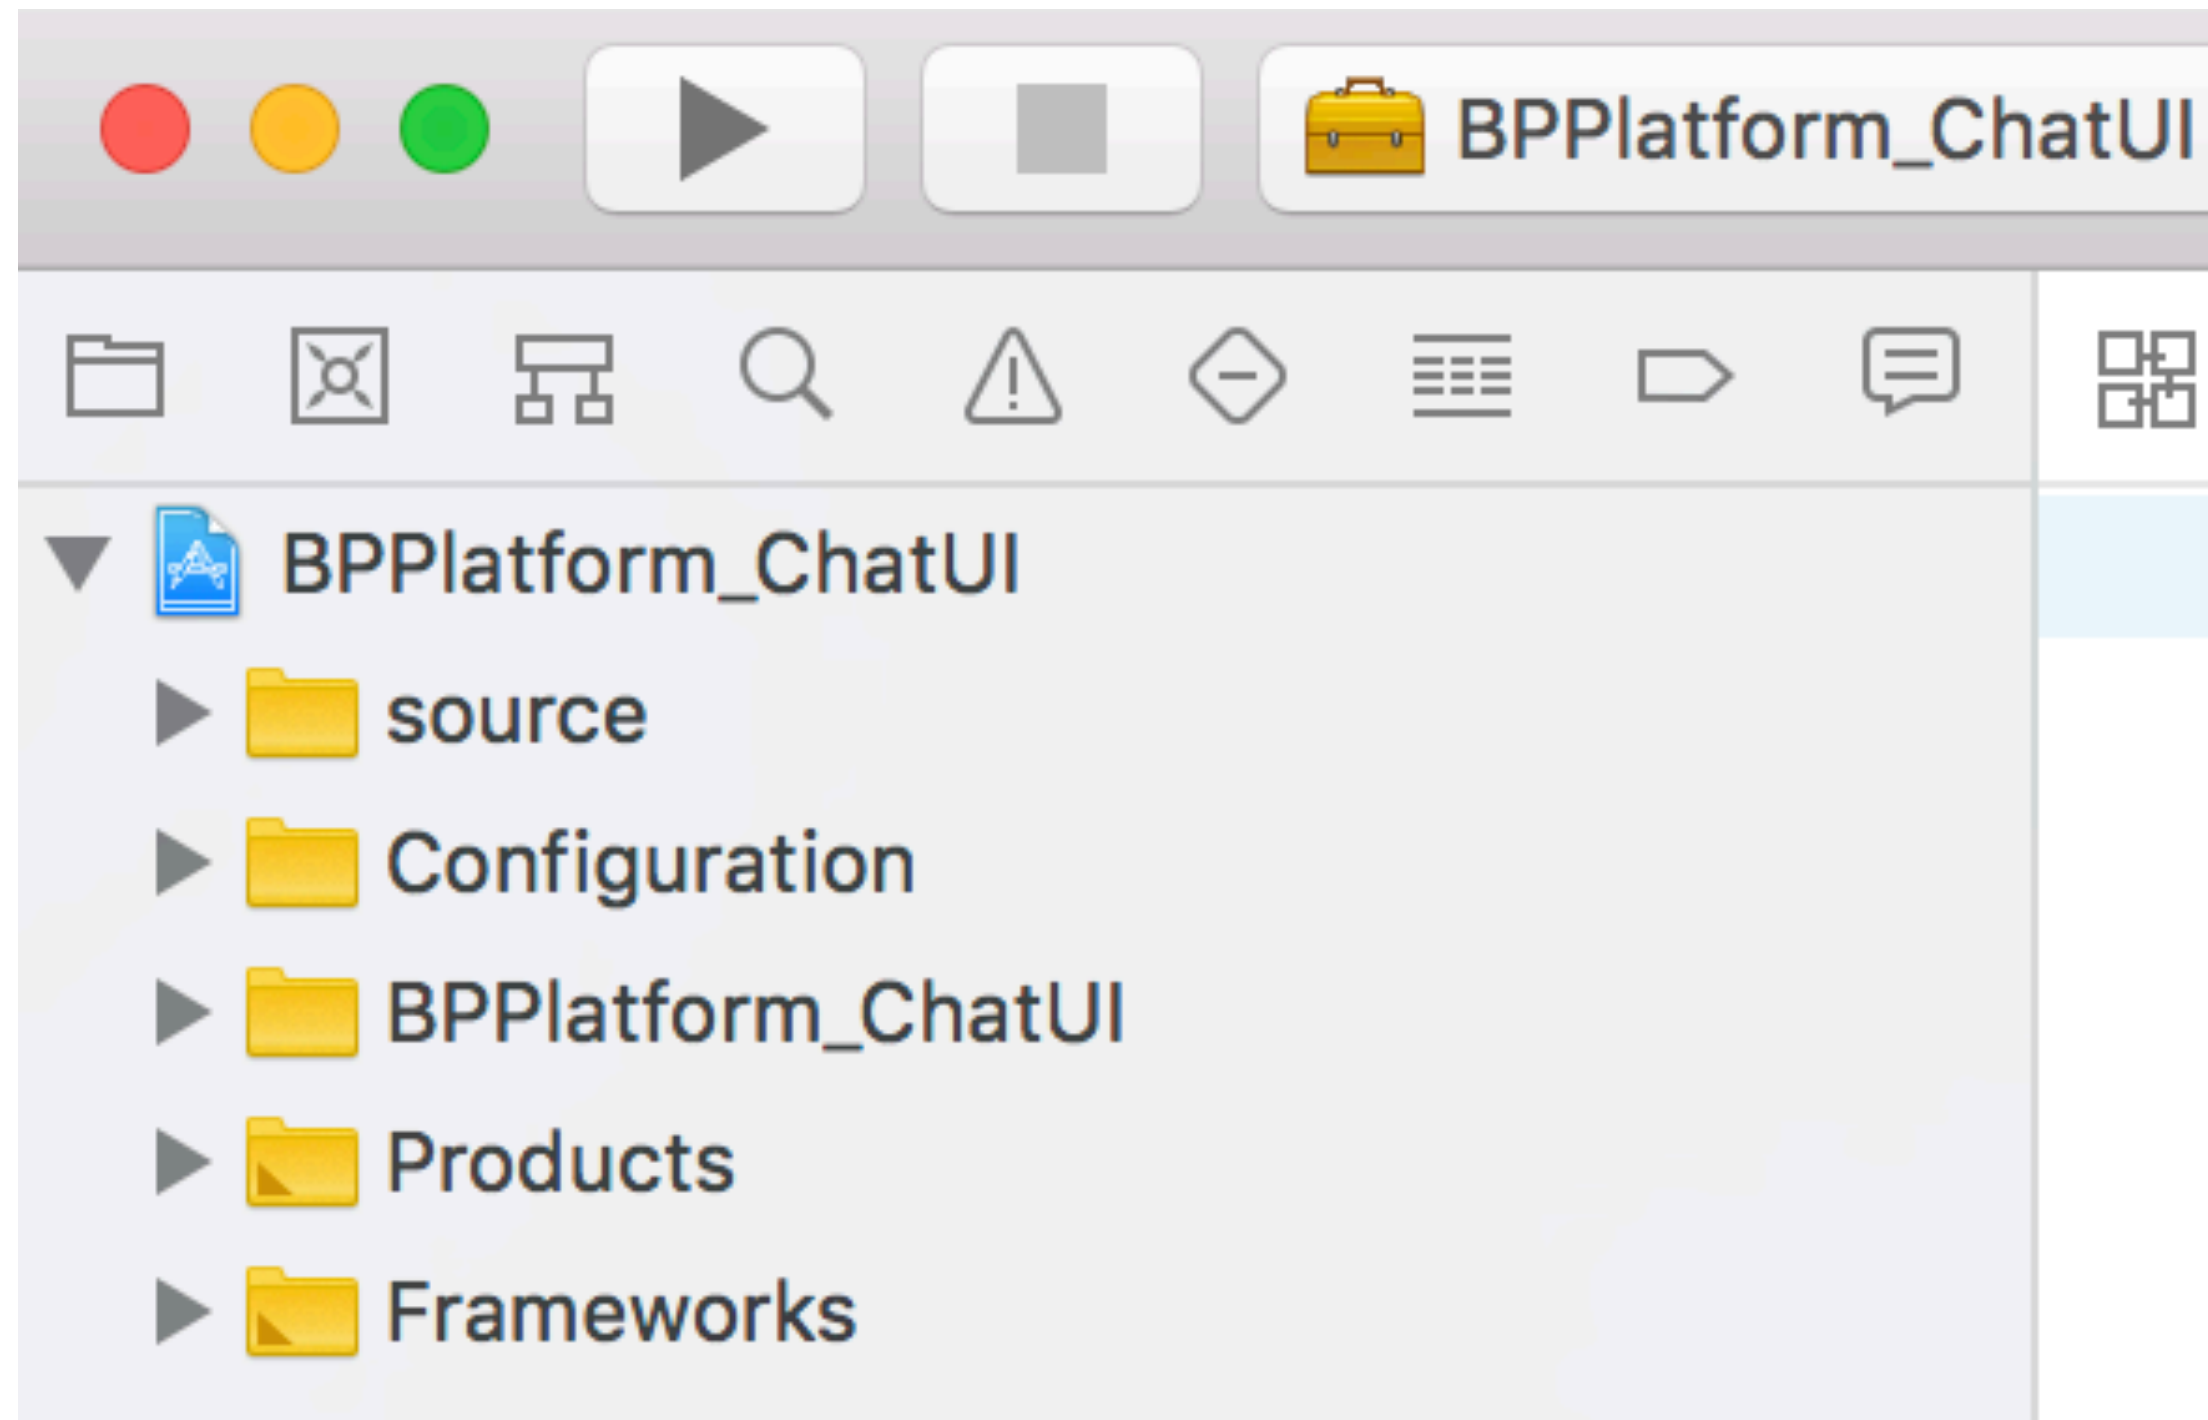 BPPlatform_ChatUI
BPPlatform_ChatUI
source
Configuration
BPPlatform_ChatUI
Products
Frameworks